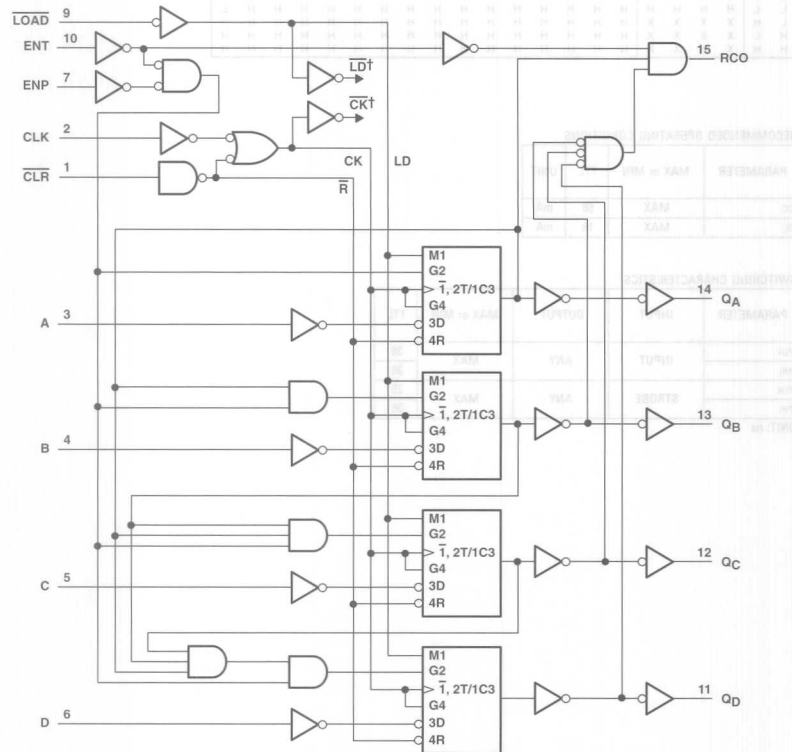 LOAD 9
ENT 10
ENP 7
CLK 2
CLR 1
15 RCO
LD†
CK†
CK
LD
R
M1
G2
1, 2T/1C3
G4
3D
4R
A 3
14 QA
M1
G2
1, 2T/1C3
G4
3D
4R
B 4
13 QB
M1
G2
1, 2T/1C3
G4
3D
4R
C 5
12 QC
M1
G2
1, 2T/1C3
G4
3D
4R
D 6
11 QD